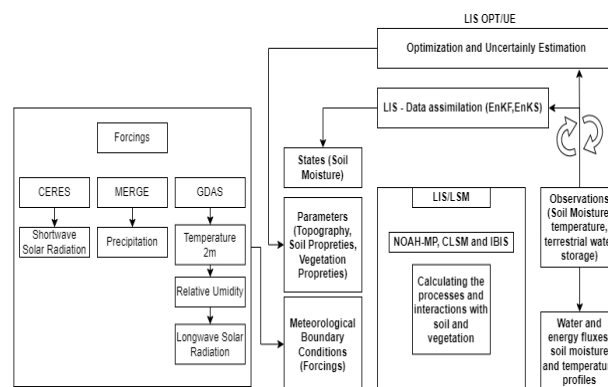 LIS OPT/UE
Optimization and Uncertainly Estimation
LIS - Data assimilation (EnKF,EnKS)
Forcings
CERES
MERGE
GDAS
Shortwave
Solar Radiation
Precipitation
Temperature
2m
Relative Umidity
Longwave Solar
Radiation
States (Soil
Moisture)
Parameters
(Topography,
Soil Propreties,
Vegetation
Propreties)
Meteorological
Boundary
Conditions
(Forcings)
LIS/LSM
NOAH-MP, CLSM and IBIS
Calculating the
processes and
interactions with
soil and
vegetation
Observations
(Soil Moisture,
temperature,
terrestrial water
storage)
Water and
energy fluxes,
soil moisture
and temperature
profiles